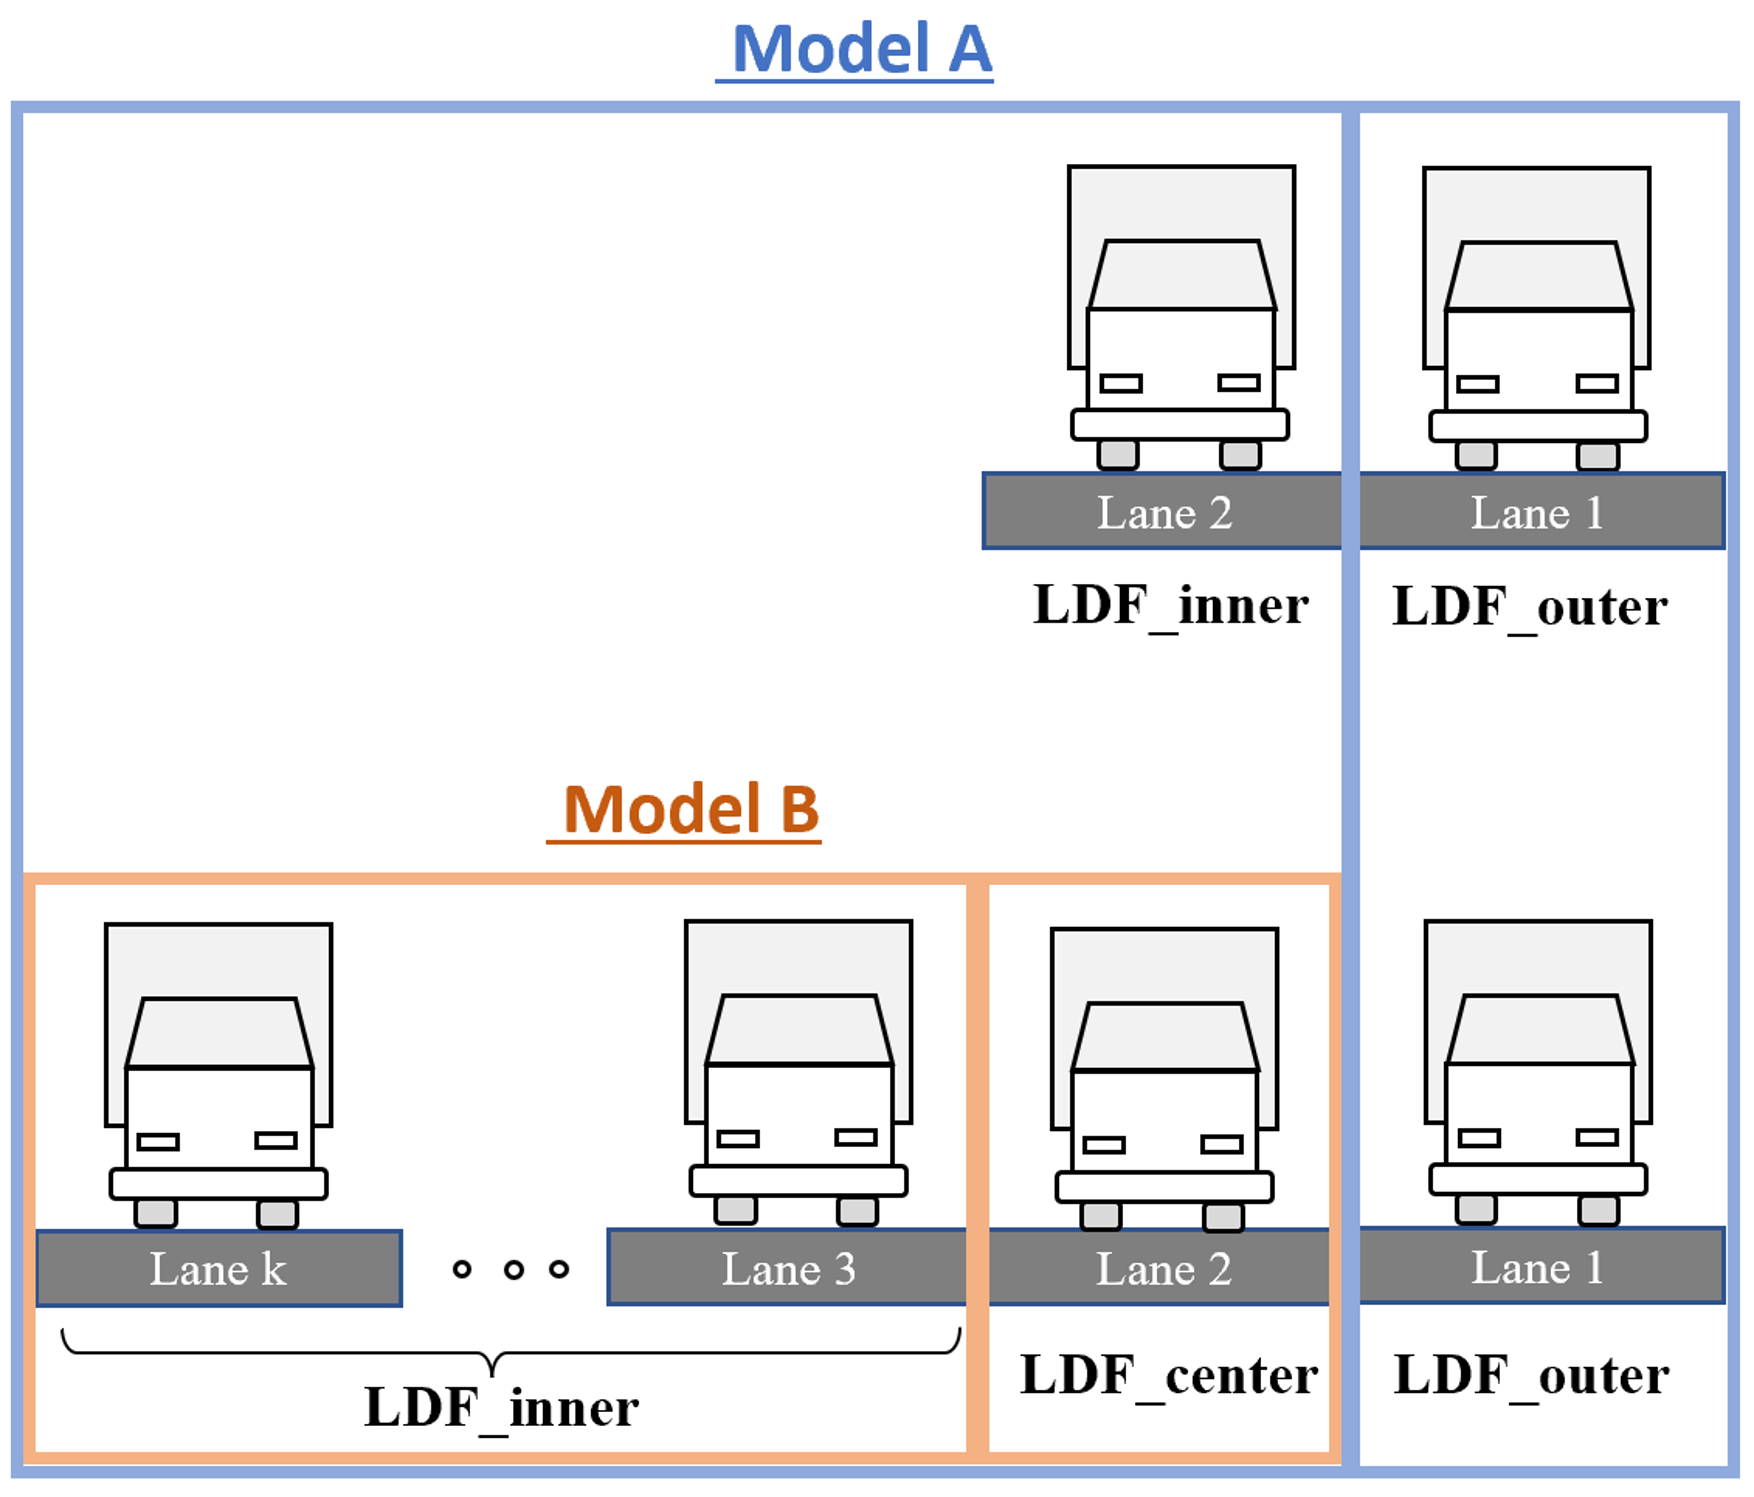 Model A
Lane 2
Lane 1
LDF_inner
LDF_outer
Model B
Lane k
Lane 3
Lane 2
Lane 1
LDF_inner
LDF_center
LDF_outer